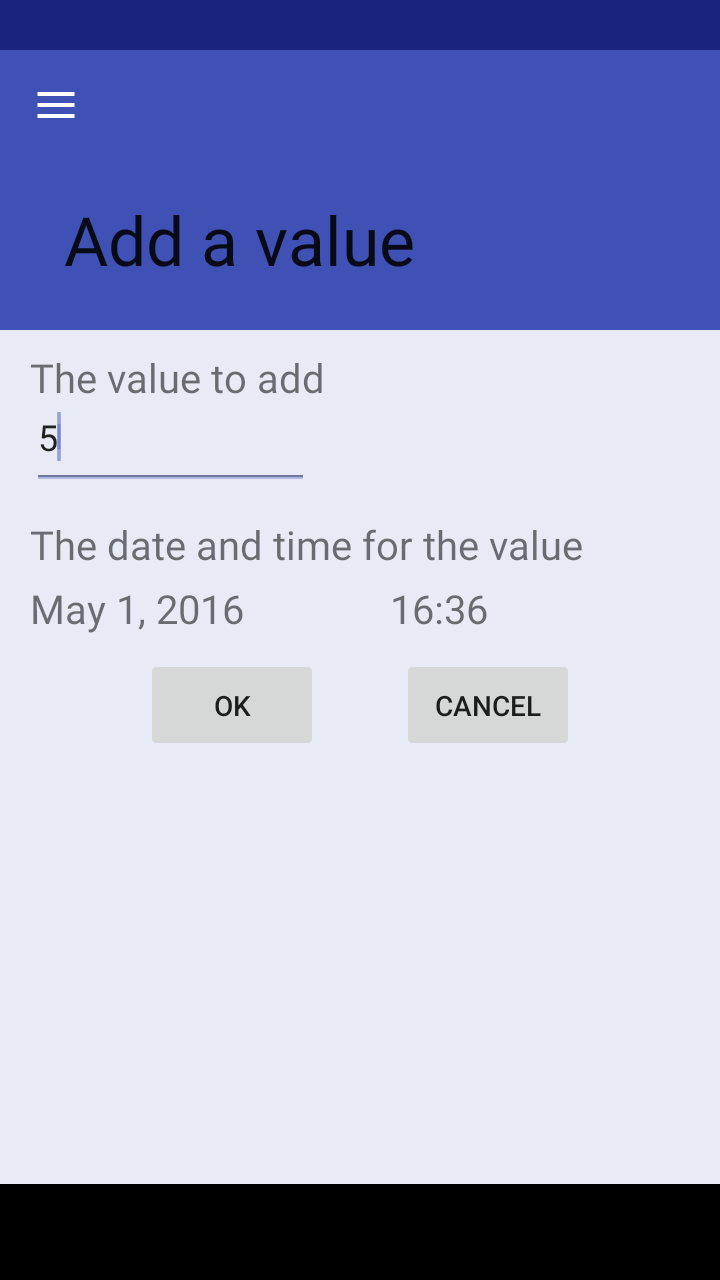 Add a value
The value to add
5
The date and time for the value
May 1, 2016 16:36
OK CANCEL